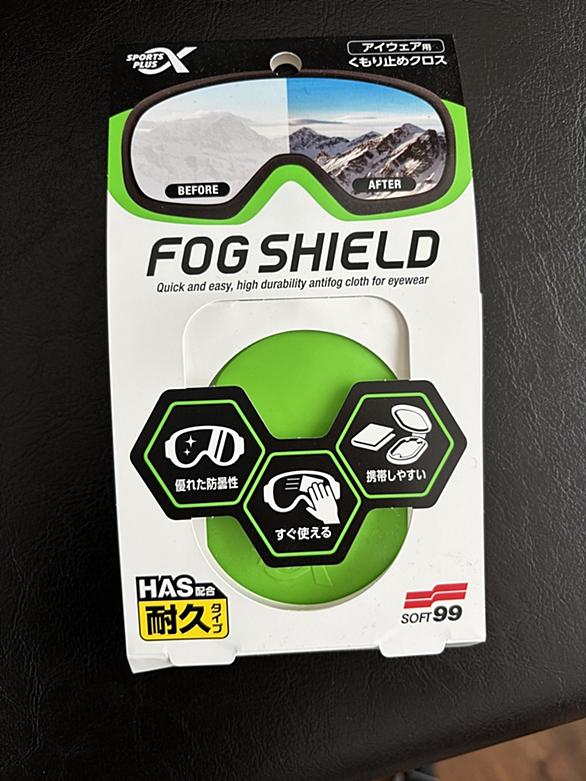 SPORTS
PLUS X
アイウェア用
くもり止めクロス
BEFORE
AFTER
FOG SHIELD
Quick and easy, high durability antifog cloth for eyewear
優れた防曇性
すぐ使える
携帯しやすい
HAS配合
耐久タイプ
SOFT99